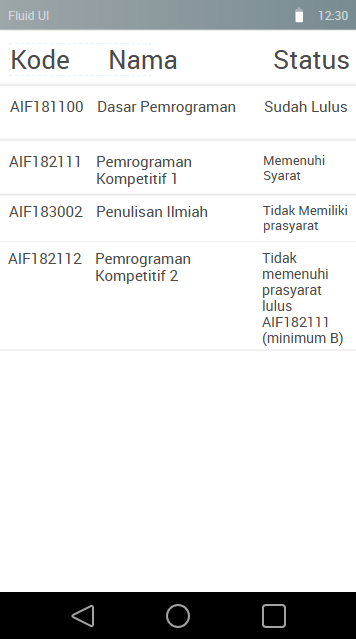 Fluid UI 12:30
Kode Nama Status
AIF181100 Dasar Pemrograman Sudah Lulus
AIF182111 Pemrograman Kompetitif 1 Memenuhi
Syarat
AIF183002 Penulisan Ilmiah Tidak Memiliki
prasyarat
AIF182112 Pemrograman Kompetitif 2 Tidak
memenuhi
prasyarat
lulus
AIF182111
(minimum B)